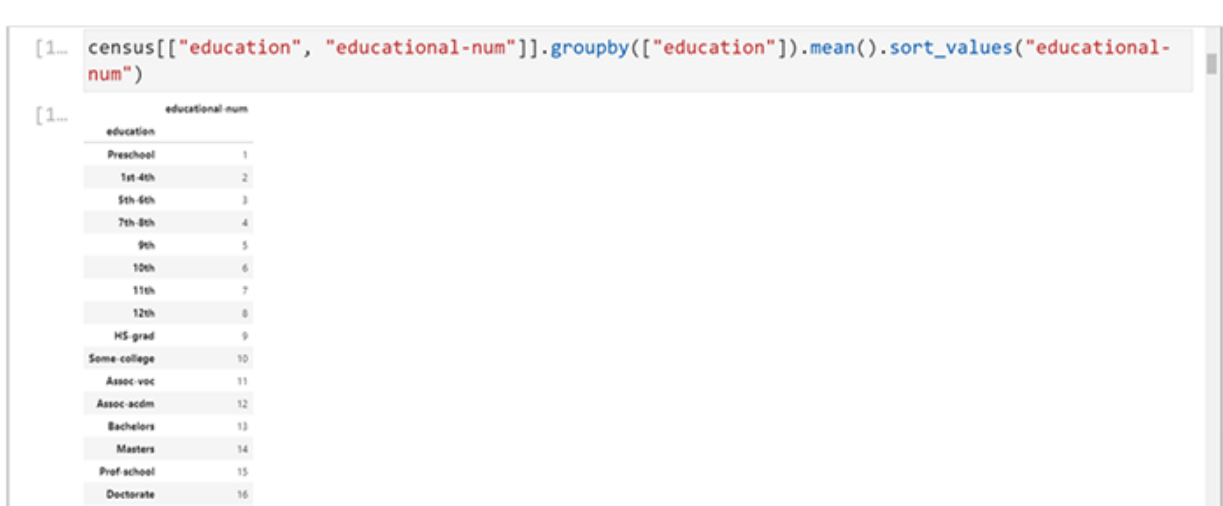 [1… census[["education", "educational-num"]].groupby(["education"]).mean().sort_values("educational-
num")
[1… educational-num
education
Preschool 1
1st-4th 2
5th-6th 3
7th-8th 4
9th 5
10th 6
11th 7
12th 8
HS-grad 9
Some-college 10
Assoc-voc 11
Assoc-acdm 12
Bachelors 13
Masters 14
Prof-school 15
Doctorate 16